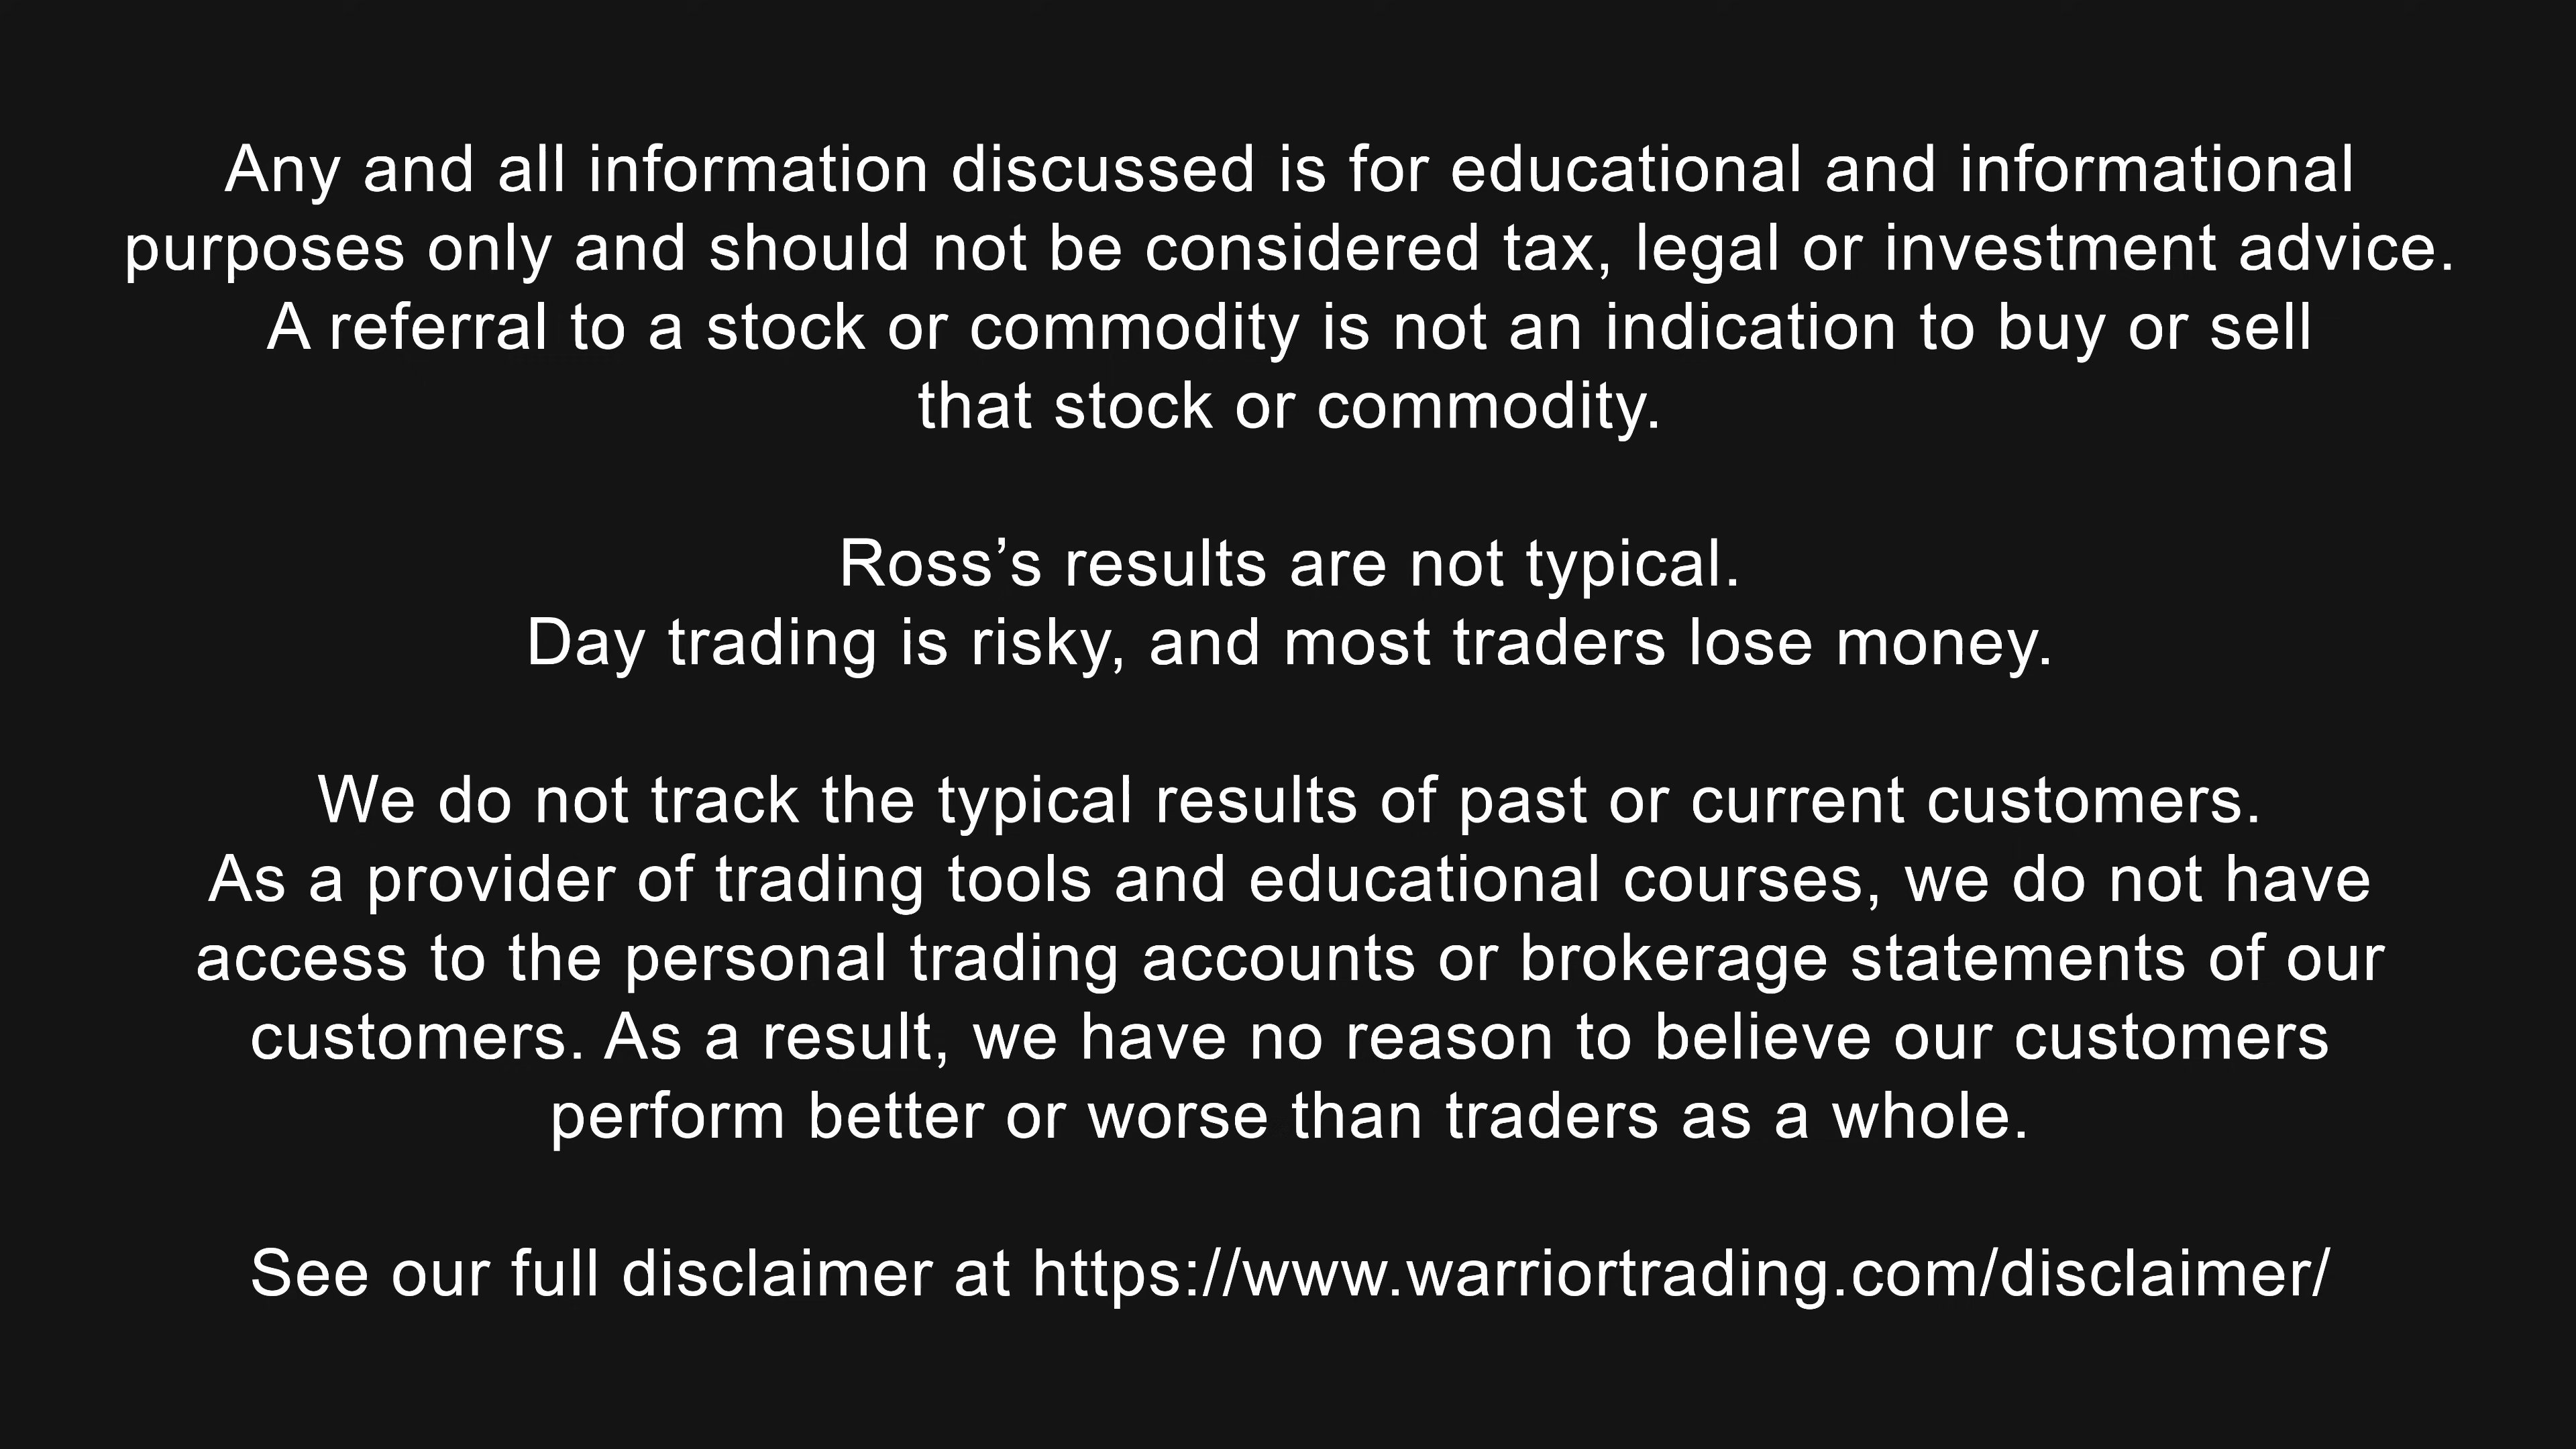 Any and all information discussed is for educational and informational
purposes only and should not be considered tax, legal or investment advice.
A referral to a stock or commodity is not an indication to buy or sell
that stock or commodity.
Ross’s results are not typical.
Day trading is risky, and most traders lose money.
We do not track the typical results of past or current customers.
As a provider of trading tools and educational courses, we do not have
access to the personal trading accounts or brokerage statements of our
customers. As a result, we have no reason to believe our customers
perform better or worse than traders as a whole.
See our full disclaimer at https://www.warriortrading.com/disclaimer/